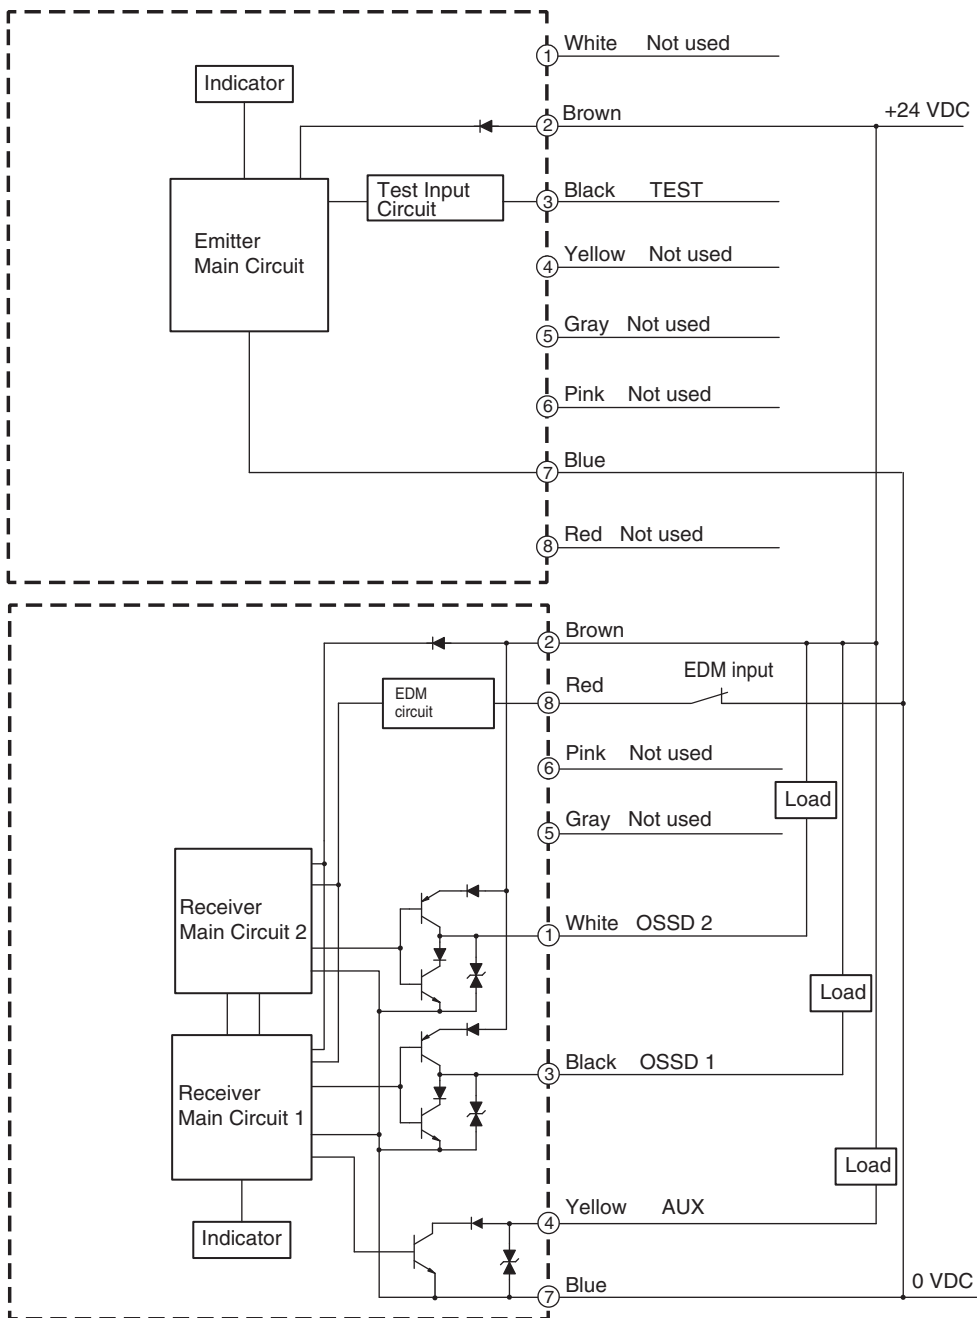 1 White Not used
Indicator
2 Brown +24 VDC
Test Input
Circuit
3 Black TEST
Emitter
Main Circuit
4 Yellow Not used
5 Gray Not used
6 Pink Not used
7 Blue
8 Red Not used
2 Brown
EDM input
EDM
circuit
8 Red
6 Pink Not used
Load
5 Gray Not used
Receiver
Main Circuit 2
1 White OSSD 2
Load
3 Black OSSD 1
Receiver
Main Circuit 1
Load
4 Yellow AUX
Indicator
7 Blue 0 VDC